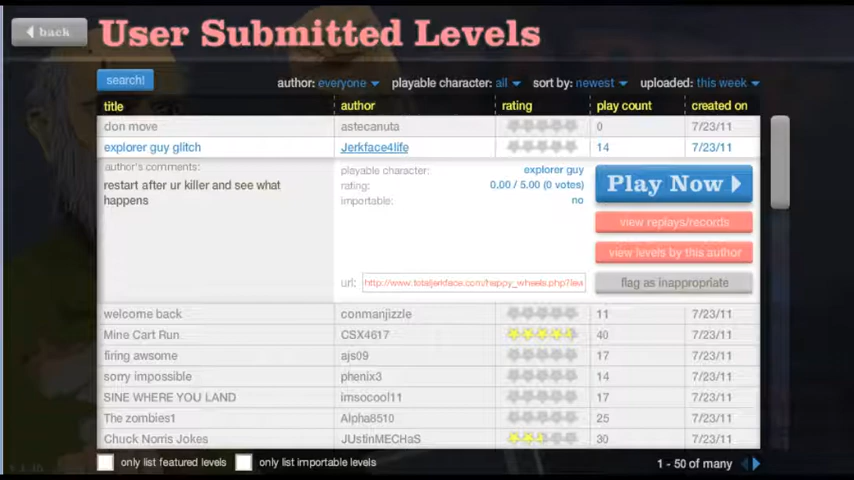 back
User Submitted Levels
search!
author: everyone playable character: all sort by: newest uploaded: this week
title author rating play count created on
don move astecanuta 0 7/23/11
explorer guy glitch Jerkface4life 14 7/23/11
author's comments:
restart after ur killer and see what
happens
playable character: explorer guy
rating: 0.00 / 5.00 (0 votes)
importable: no
Play Now
view replays/records
view levels by this author
url: http://www.totaljerkface.com/happy_wheels.php?lev
flag as inappropriate
welcome back conmanjizzle 11 7/23/11
Mine Cart Run CSX4617 40 7/23/11
firing awsome ajs09 17 7/23/11
sorry impossible phenix3 14 7/23/11
SINE WHERE YOU LAND imsocool11 17 7/23/11
The zombies1 Alpha8510 25 7/23/11
Chuck Norris Jokes JUstinMECHaS 30 7/23/11
only list featured levels only list importable levels 1 - 50 of many